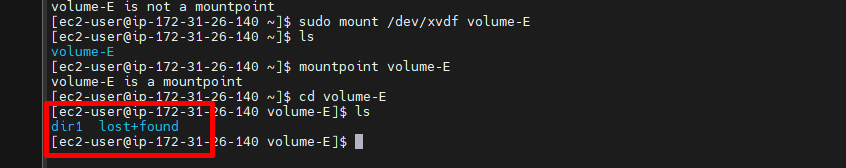 volume-E is not a mountpoint
[ec2-user@ip-172-31-26-140 ~]$ sudo mount /dev/xvdf volume-E
[ec2-user@ip-172-31-26-140 ~]$ ls
volume-E
[ec2-user@ip-172-31-26-140 ~]$ mountpoint volume-E
volume-E is a mountpoint
[ec2-user@ip-172-31-26-140 ~]$ cd volume-E
[ec2-user@ip-172-31-26-140 volume-E]$ ls
dir1  lost+found
[ec2-user@ip-172-31-26-140 volume-E]$